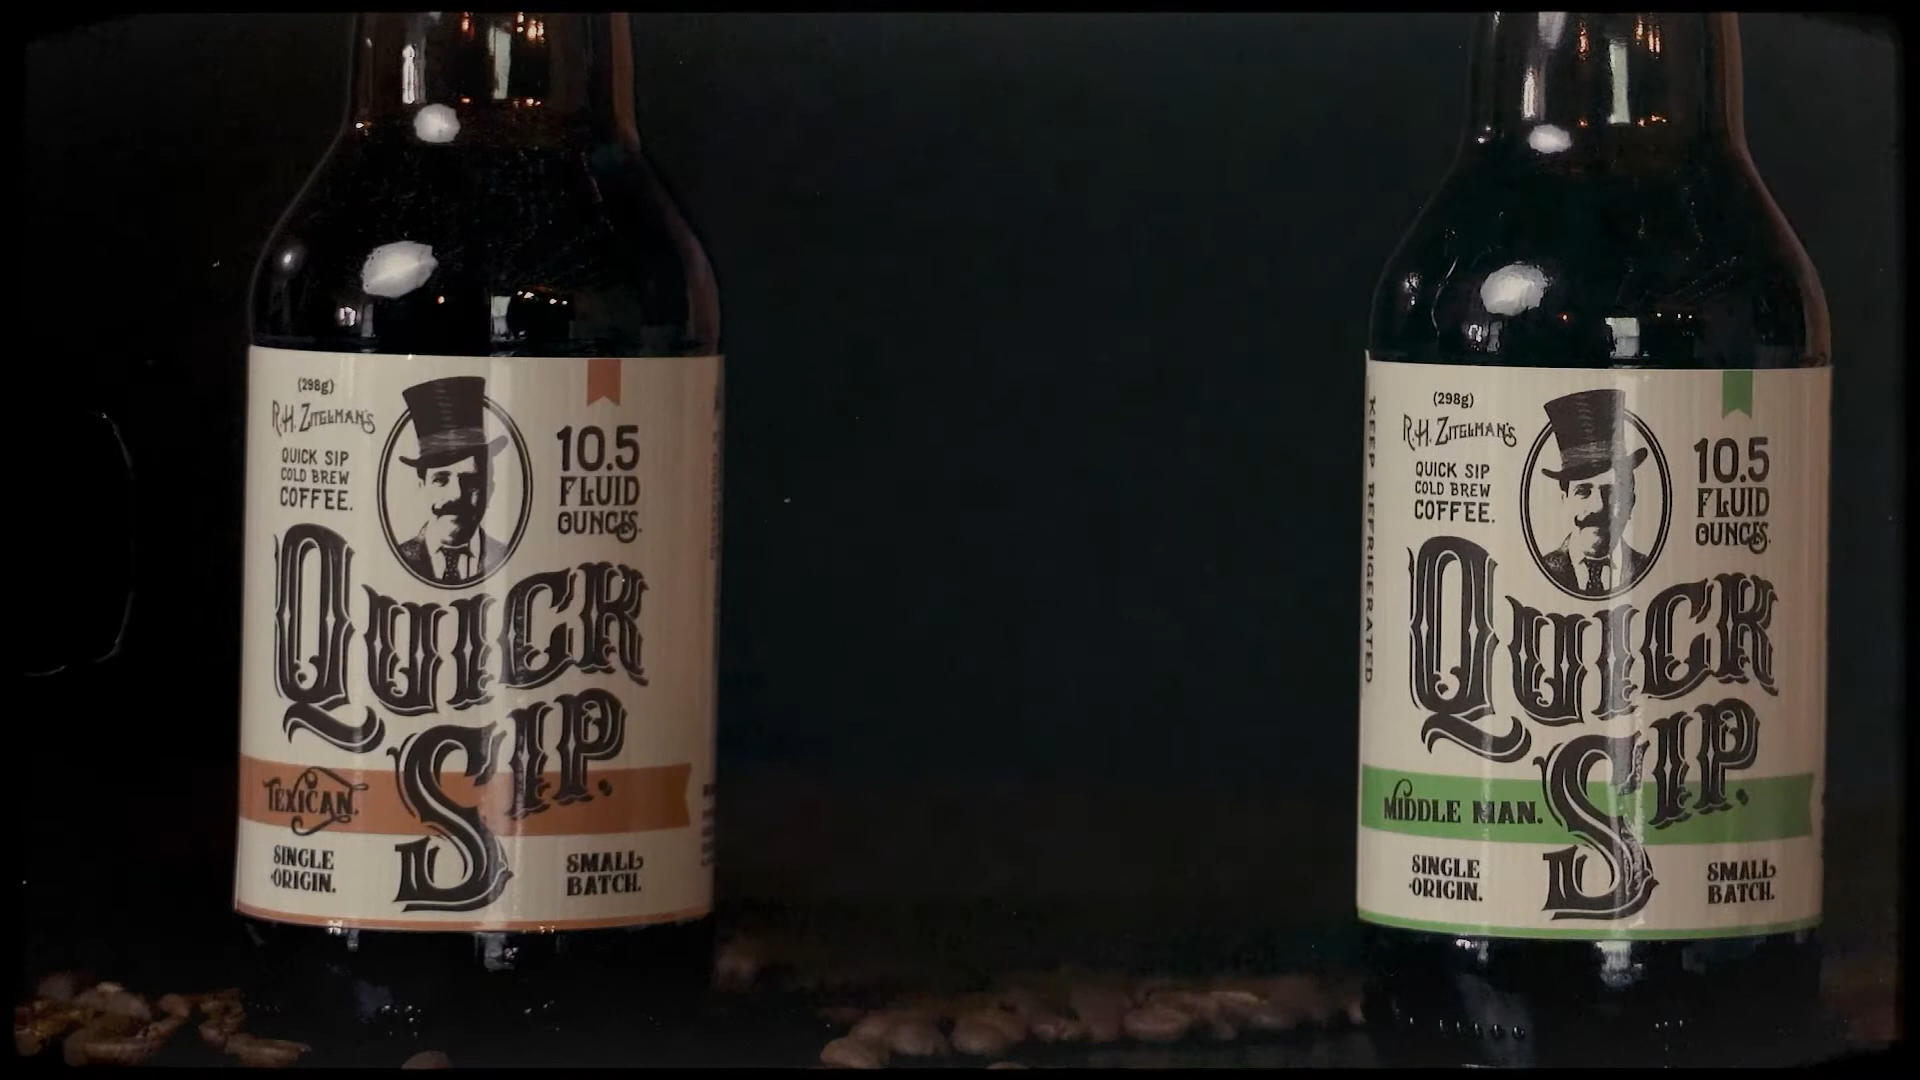 (298g)
R.H. ZITELMAN'S
QUICK SIP
COLD BREW
COFFEE.
10.5
FLUID
OUNCES.
QUICK
SIP.
TEXICAN.
SINGLE
ORIGIN.
SMALL
BATCH.
KEEP REFRIGERATED
(298g)
R.H. ZITELMAN'S
QUICK SIP
COLD BREW
COFFEE.
10.5
FLUID
OUNCES.
QUICK
SIP.
MIDDLE MAN.
SINGLE
ORIGIN.
SMALL
BATCH.